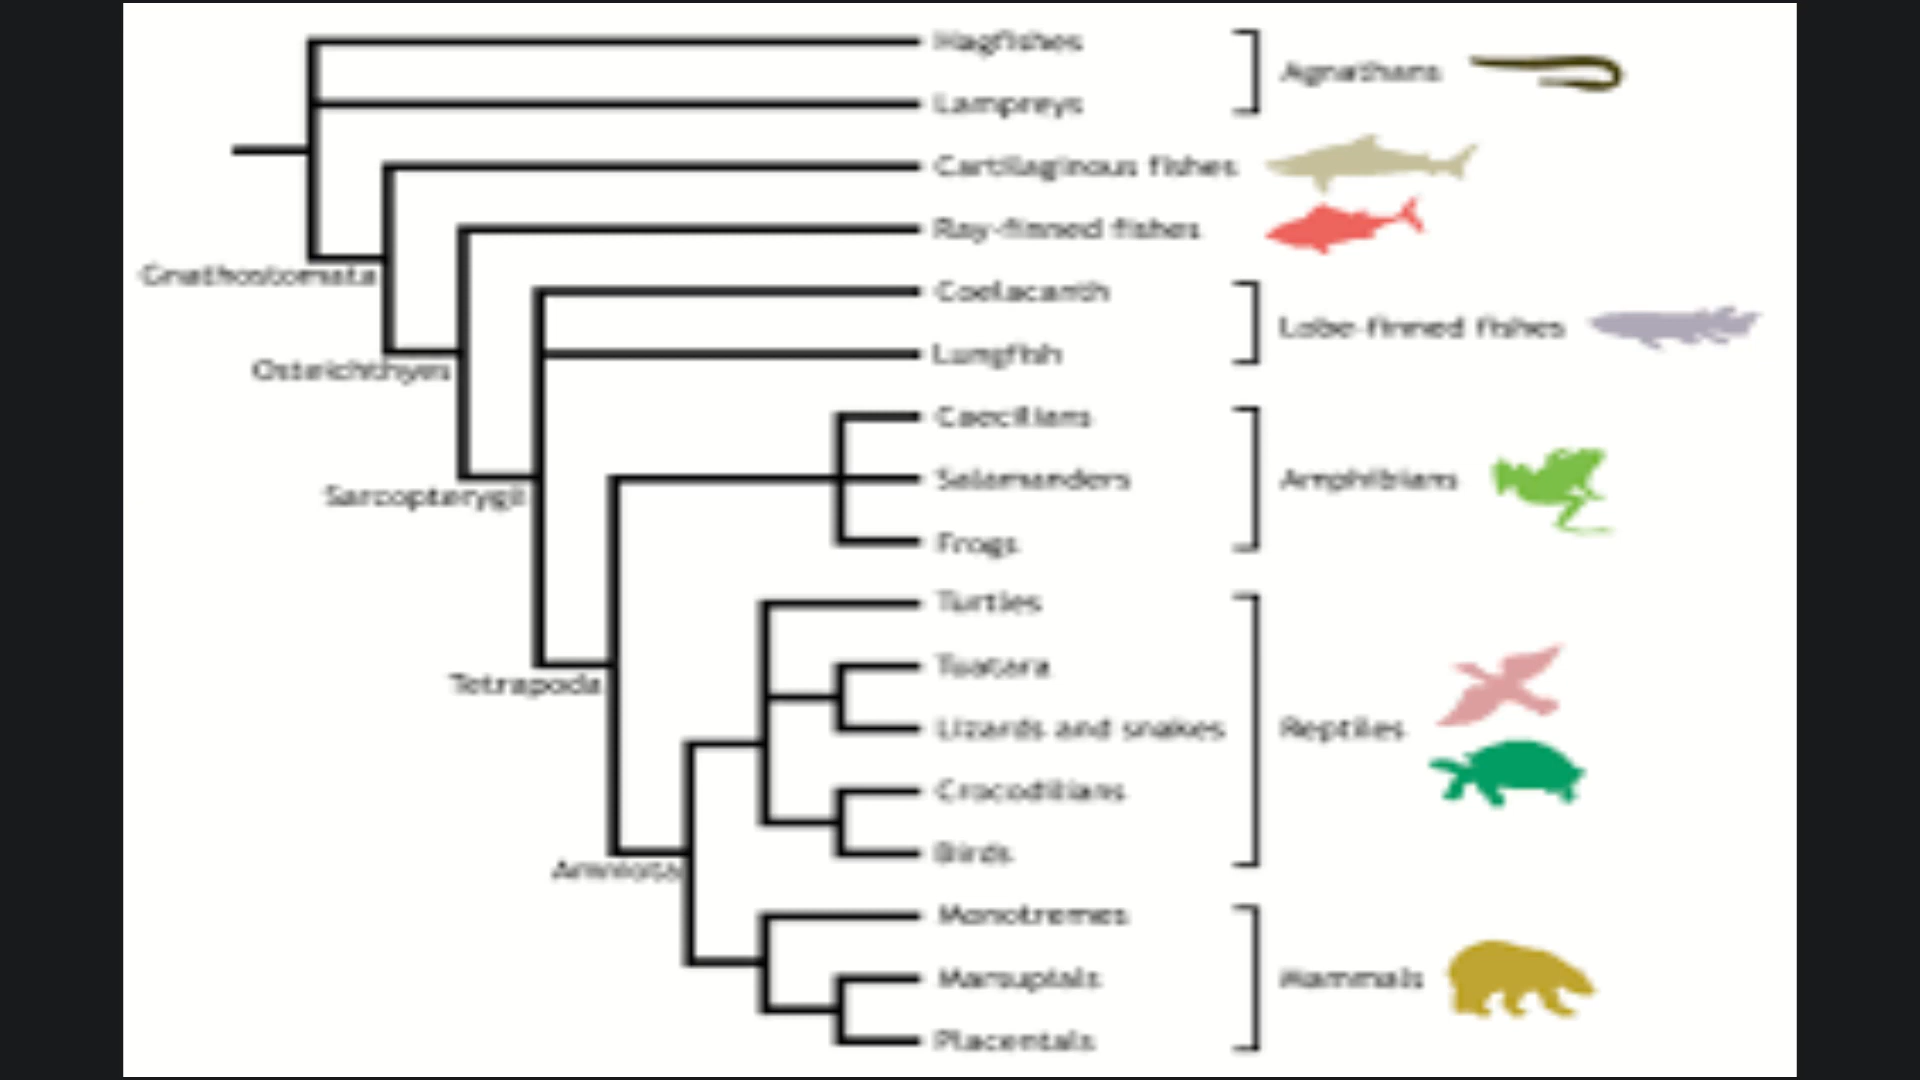 Hagfishes
Agnathans
Lampreys
Cartilaginous fishes
Ray-finned fishes
Gnathostomata
Coelacanth
Lobe-finned fishes
Lungfish
Osteichthyes
Caecilians
Salamanders
Amphibians
Sarcopterygii
Frogs
Turtles
Tuatara
Tetrapoda
Lizards and snakes
Reptiles
Crocodilians
Birds
Amniota
Monotremes
Marsupials
Mammals
Placentals